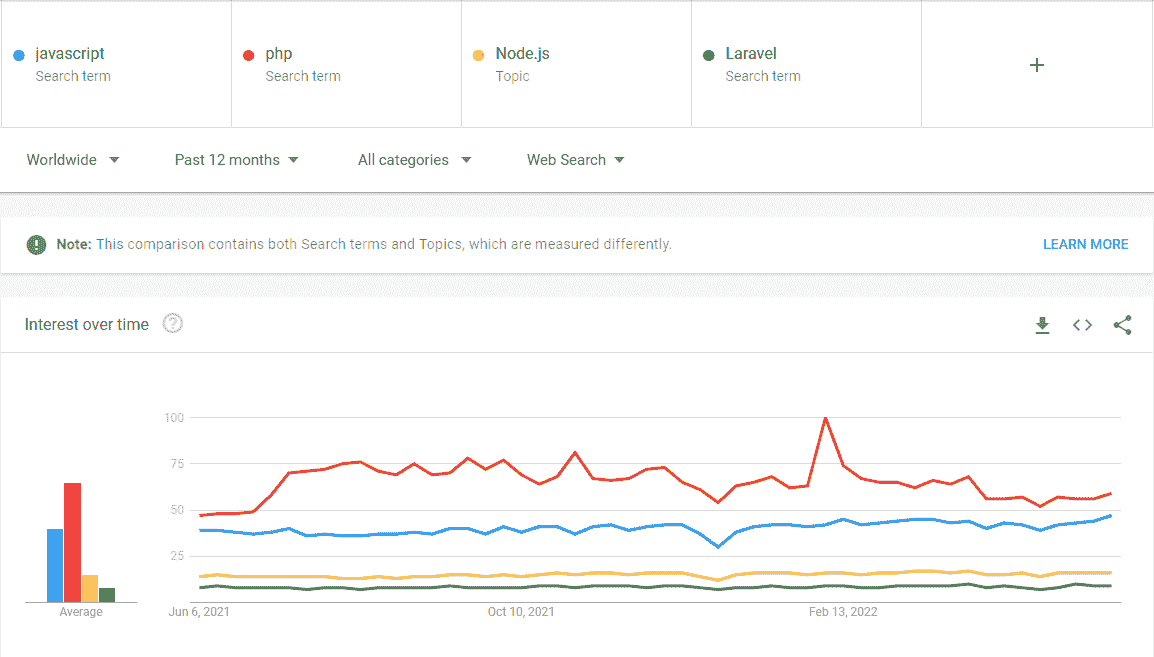 javascript
Search term
php
Search term
Node.js
Topic
Laravel
Search term
+
Worldwide
Past 12 months
All categories
Web Search
Note: This comparison contains both Search terms and Topics, which are measured differently.
LEARN MORE
Interest over time
?
100
75
50
25
Average
Jun 6, 2021
Oct 10, 2021
Feb 13, 2022